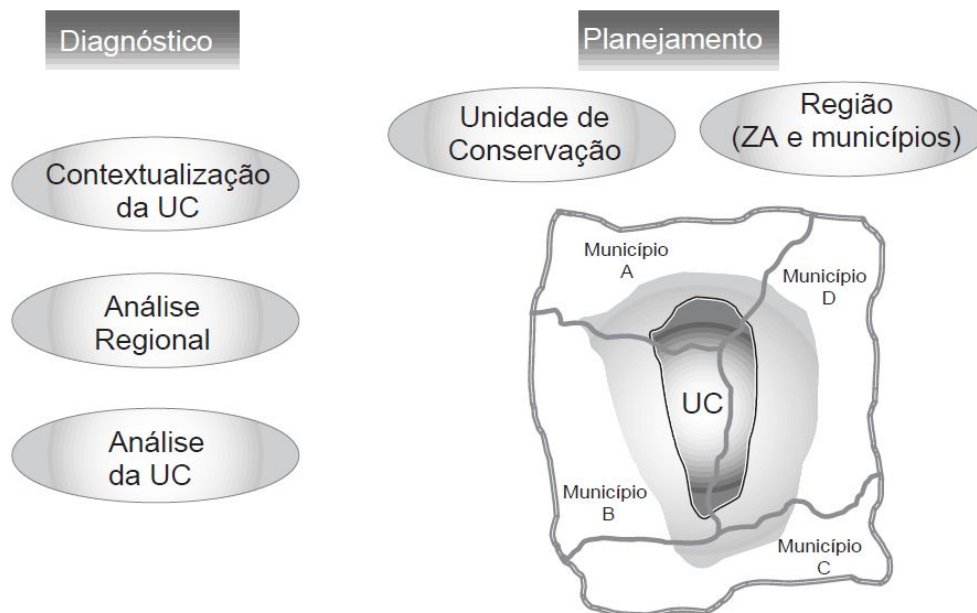 Diagnóstico
Contextualização
da UC
Análise
Regional
Análise
da UC
Planejamento
Unidade de
Conservação
Região
(ZA e municípios)
Município
A
Município
D
UC
Município
B
Município
C